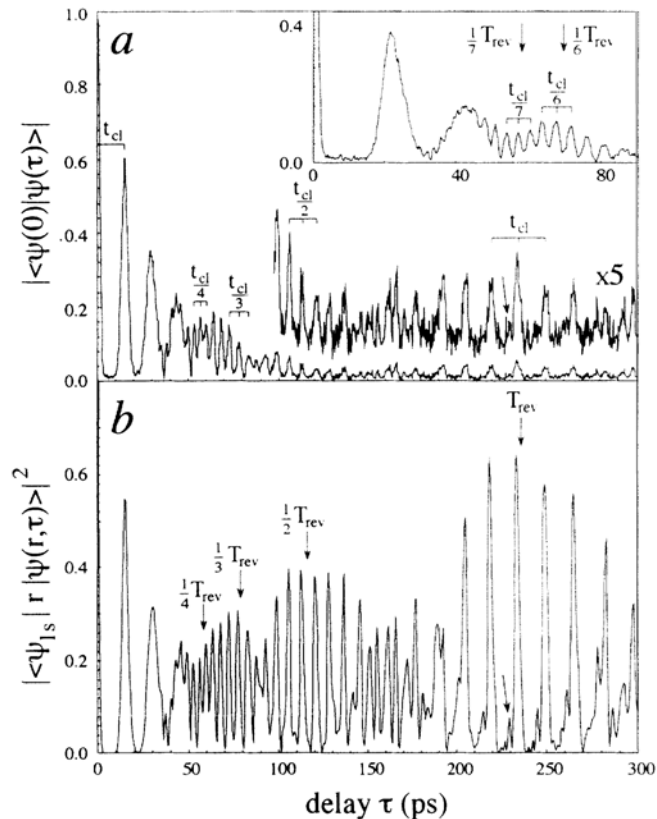 a
1.0
0.8
0.6
.04
0.2
0.0
|<ψ(0)|ψ(τ)>|
t_cl
t_cl/4
t_cl/3
t_cl/2
t_cl
x5
0.4
0.0
0
40
80
1/7 T_rev
1/6 T_rev
t_cl/7
t_cl/6
b
0.6
0.4
0.2
0.0
|<ψ_1s| r |ψ(r,τ)>|²
1/4 T_rev
1/3 T_rev
1/2 T_rev
T_rev
0
50
100
150
200
250
300
delay τ (ps)